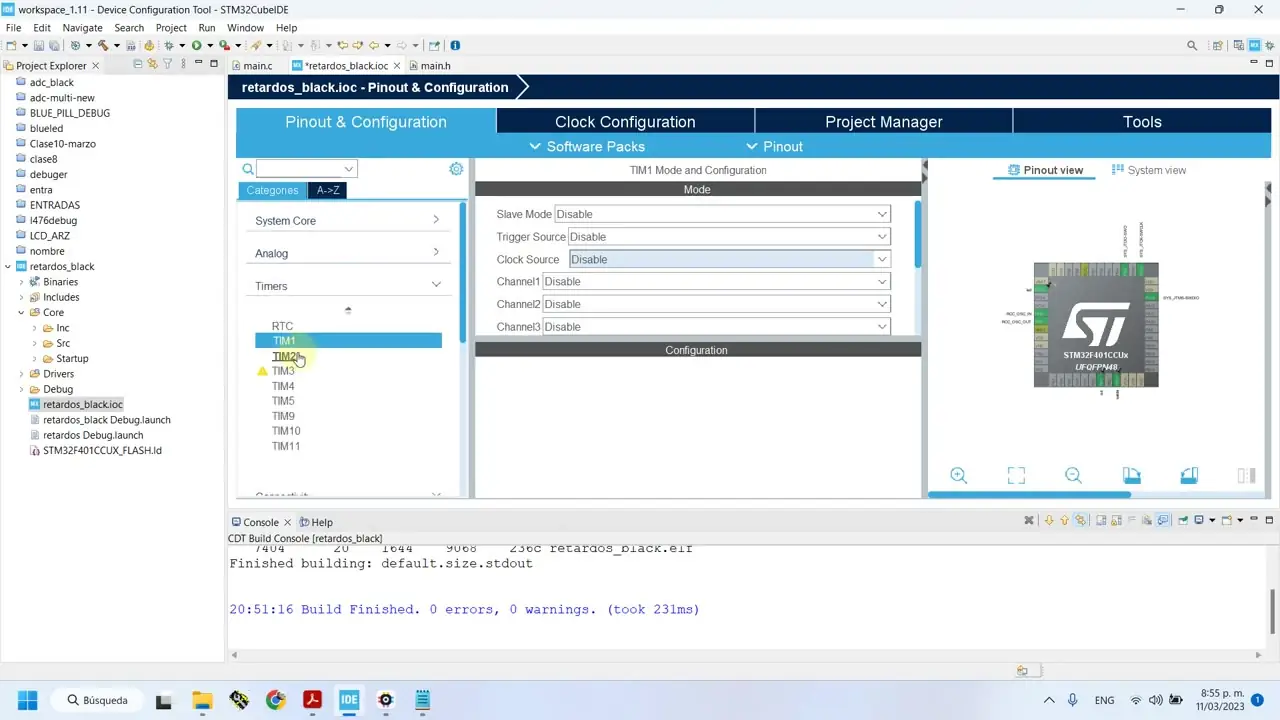 workspace_1.11 - Device Configuration Tool - STM32CubeIDE
File Edit Navigate Search Project Run Window Help
Project Explorer
main.c *retardos_black.ioc main.h
adc_black
adc-multi-new
BLUE_PILL_DEBUG
blueled
Clase10-marzo
clase8
debuger
entra
ENTRADAS
l476debug
LCD_ARZ
nombre
retardos_black
Binaries
Includes
Core
Inc
Src
Startup
Drivers
Debug
retardos_black.ioc
retardos_black Debug.launch
retardos Debug.launch
STM32F401CCUX_FLASH.ld
retardos_black.ioc - Pinout & Configuration
Pinout & Configuration Clock Configuration Project Manager Tools
Software Packs Pinout
Categories A->Z
System Core
Analog
Timers
RTC
TIM1
TIM2
TIM3
TIM4
TIM5
TIM9
TIM10
TIM11
Connectivity
TIM1 Mode and Configuration
Mode
Slave Mode Disable
Trigger Source Disable
Clock Source Disable
Channel1 Disable
Channel2 Disable
Channel3 Disable
Configuration
Pinout view System view
RCC_OSC_IN
RCC_OSC_OUT
SYS_JTMS-SWDIO
STM32F401CCUx
UFQFPN48
Console Help
CDT Build Console [retardos_black]
7404 20 1644 9068 236c retardos_black.elf
Finished building: default.size.stdout
20:51:16 Build Finished. 0 errors, 0 warnings. (took 231ms)
Búsqueda
IDE
ENG
8:55 p. m.
11/03/2023
1